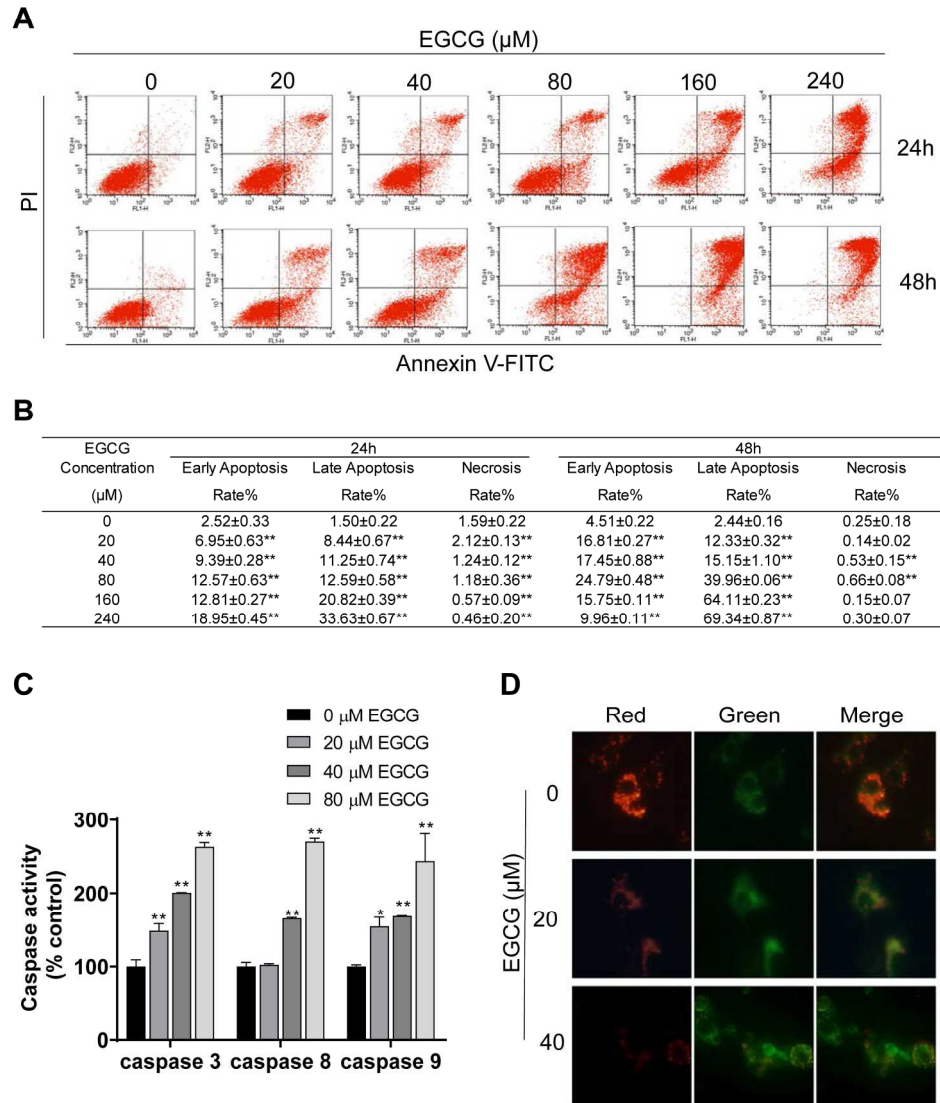 A
EGCG (μM)
0 20 40 80 160 240
PI
24h
48h
FL2-H
FL1-H
10⁰ 10¹ 10² 10³ 10⁴
Annexin V-FITC
B
EGCG 24h 48h
Concentration Early Apoptosis Late Apoptosis Necrosis Early Apoptosis Late Apoptosis Necrosis
(μM) Rate% Rate% Rate% Rate% Rate% Rate%
0 2.52±0.33 1.50±0.22 1.59±0.22 4.51±0.22 2.44±0.16 0.25±0.18
20 6.95±0.63** 8.44±0.67** 2.12±0.13** 16.81±0.27** 12.33±0.32** 0.14±0.02
40 9.39±0.28** 11.25±0.74** 1.24±0.12** 17.45±0.88** 15.15±1.10** 0.53±0.15**
80 12.57±0.63** 12.59±0.58** 1.18±0.36** 24.79±0.48** 39.96±0.06** 0.66±0.08**
160 12.81±0.27** 20.82±0.39** 0.57±0.09** 15.75±0.11** 64.11±0.23** 0.15±0.07
240 18.95±0.45** 33.63±0.67** 0.46±0.20** 9.96±0.11** 69.34±0.87** 0.30±0.07
C
0 μM EGCG
20 μM EGCG
40 μM EGCG
80 μM EGCG
Caspase activity
(% control)
300
200
100
0
** ** **
** ** * **
**
caspase 3 caspase 8 caspase 9
D
Red Green Merge
EGCG (μM)
0
20
40